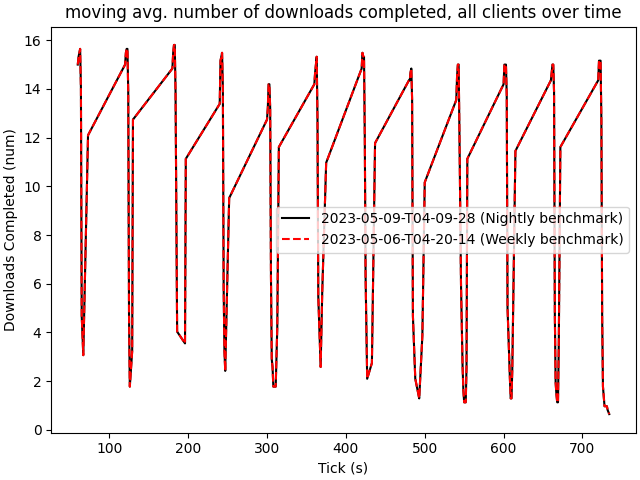 moving avg. number of downloads completed, all clients over time
16
14
12
10
8
6
4
2
0
Downloads Completed (num)
2023-05-09-T04-09-28 (Nightly benchmark)
2023-05-06-T04-20-14 (Weekly benchmark)
100 200 300 400 500 600 700
Tick (s)